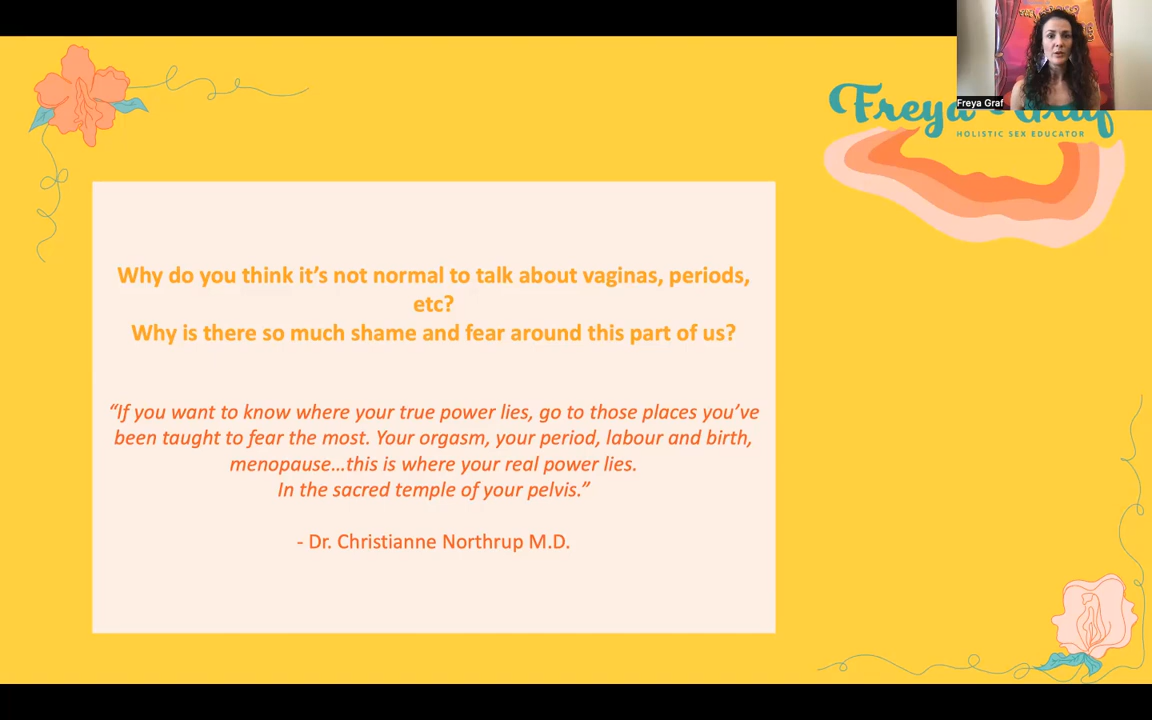 Freya Graf
Freya Graf
HOLISTIC SEX EDUCATOR
Why do you think it’s not normal to talk about vaginas, periods,
etc?
Why is there so much shame and fear around this part of us?
“If you want to know where your true power lies, go to those places you’ve
been taught to fear the most. Your orgasm, your period, labour and birth,
menopause…this is where your real power lies.
In the sacred temple of your pelvis.”
- Dr. Christianne Northrup M.D.